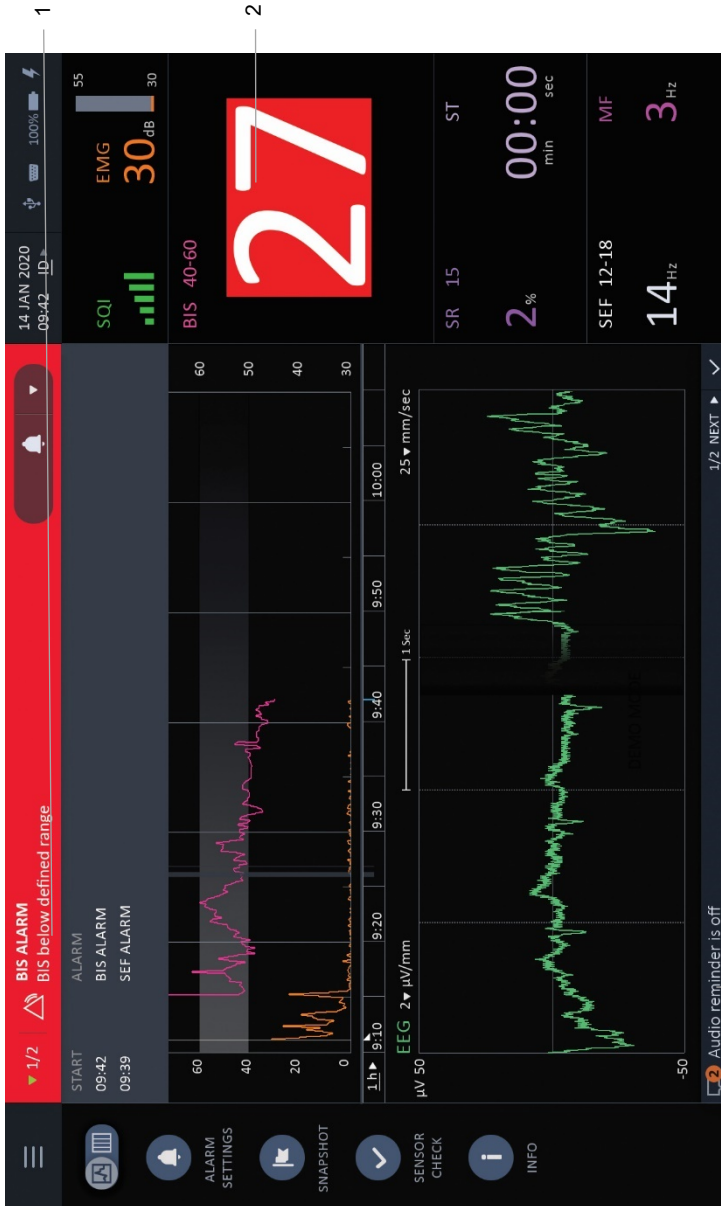 1
2
1/2
BIS ALARM
BIS below defined range
14 JAN 2020
09:42 ID
100%
START ALARM
09:42 BIS ALARM
09:39 SEF ALARM
SQI
EMG
30 dB
55
30
ALARM
SETTINGS
SNAPSHOT
SENSOR
CHECK
INFO
60
40
20
0
60
50
40
30
1 h
9:10 9:20 9:30 9:40 9:50 10:00
BIS 40-60
27
SR 15
2%
ST
00:00
min sec
EEG 2 µV/mm
1 Sec
25 mm/sec
µV 50
-50
DEMO MODE
SEF 12-18
14 Hz
MF
3 Hz
2 Audio reminder is off
1/2 NEXT